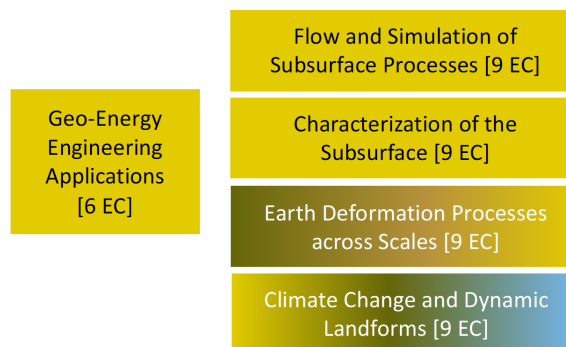 Geo-Energy
Engineering
Applications
[6 EC]
Flow and Simulation of
Subsurface Processes [9 EC]
Characterization of the
Subsurface [9 EC]
Earth Deformation Processes
across Scales [9 EC]
Climate Change and Dynamic
Landforms [9 EC]